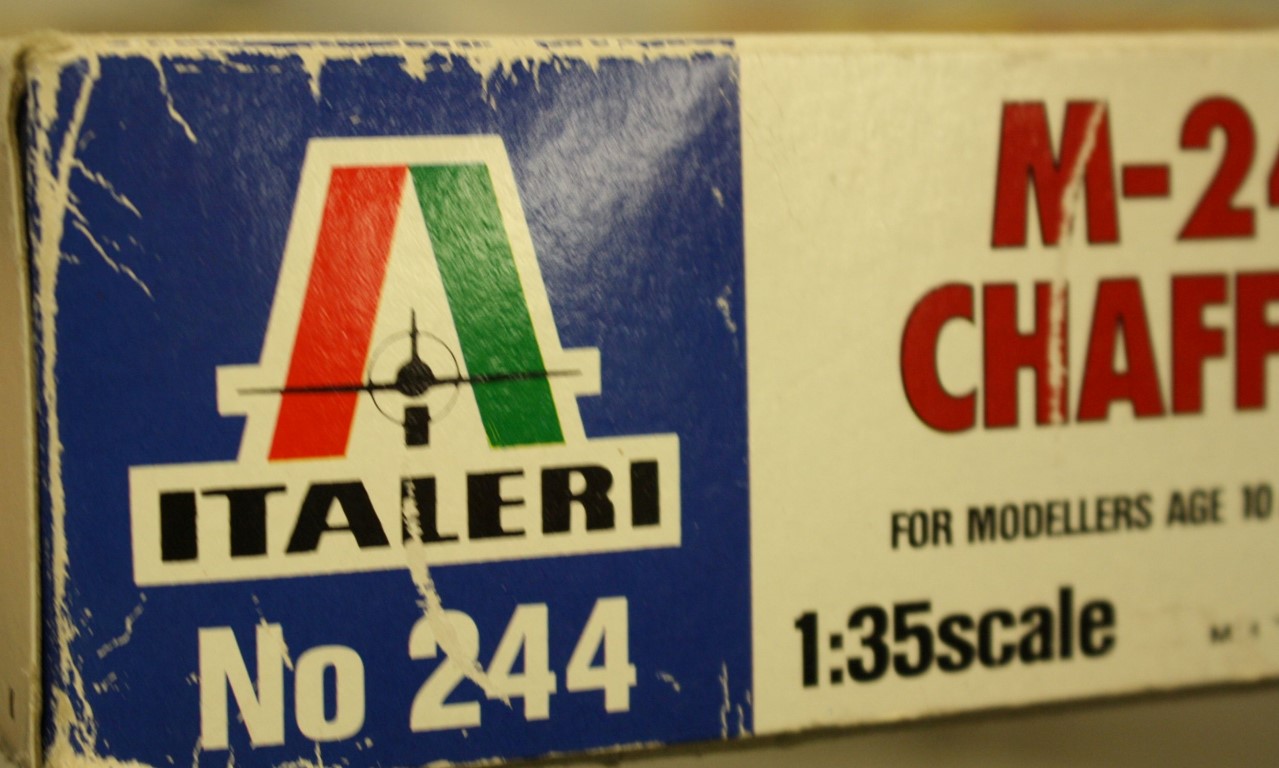 ITALERI
No 244
M-24
CHAFF
FOR MODELLERS AGE 10
1:35scale